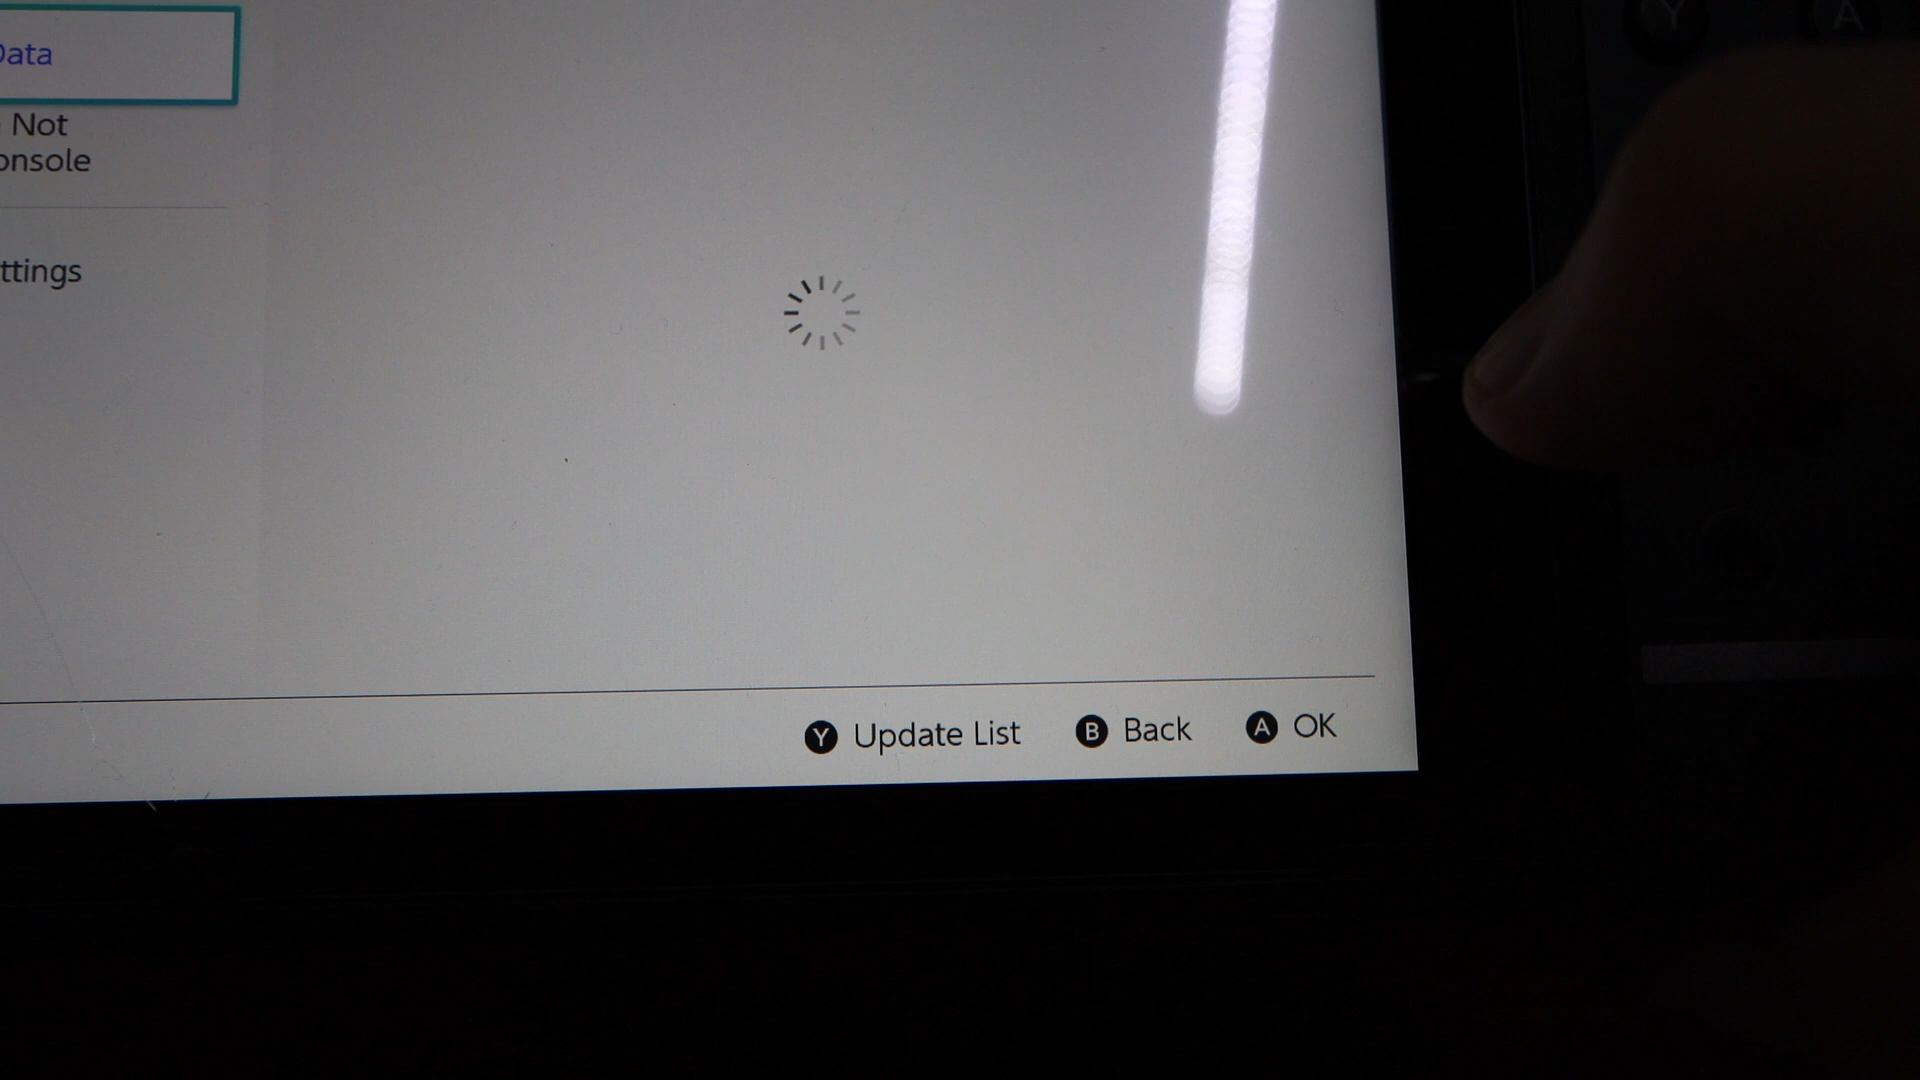 Data
Not
onsole
ttings
Y Update List B Back A OK
Y A